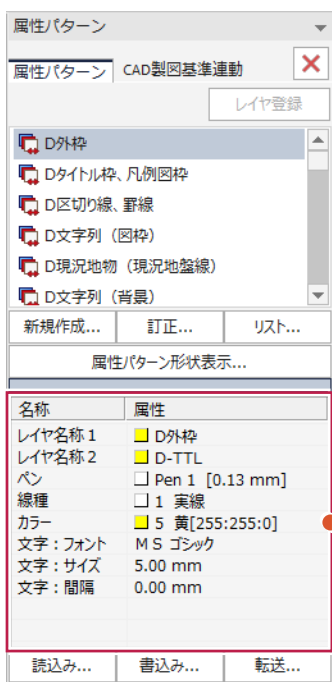 属性パターン
属性パターン CAD製図基準連動
レイヤ登録
D外枠
Dタイトル枠、凡例図枠
D区切り線、罫線
D文字列（図枠）
D現況地物（現況地盤線）
D文字列（背景）
新規作成... 訂正... リスト...
属性パターン形状表示...
名称 属性
レイヤ名称 1 D外枠
レイヤ名称 2 D-TTL
ペン Pen 1 [0.13 mm]
線種 1 実線
カラー 5 黄[255:255:0]
文字：フォント ＭＳ ゴシック
文字：サイズ 5.00 mm
文字：間隔 0.00 mm
読込み... 書込み... 転送...